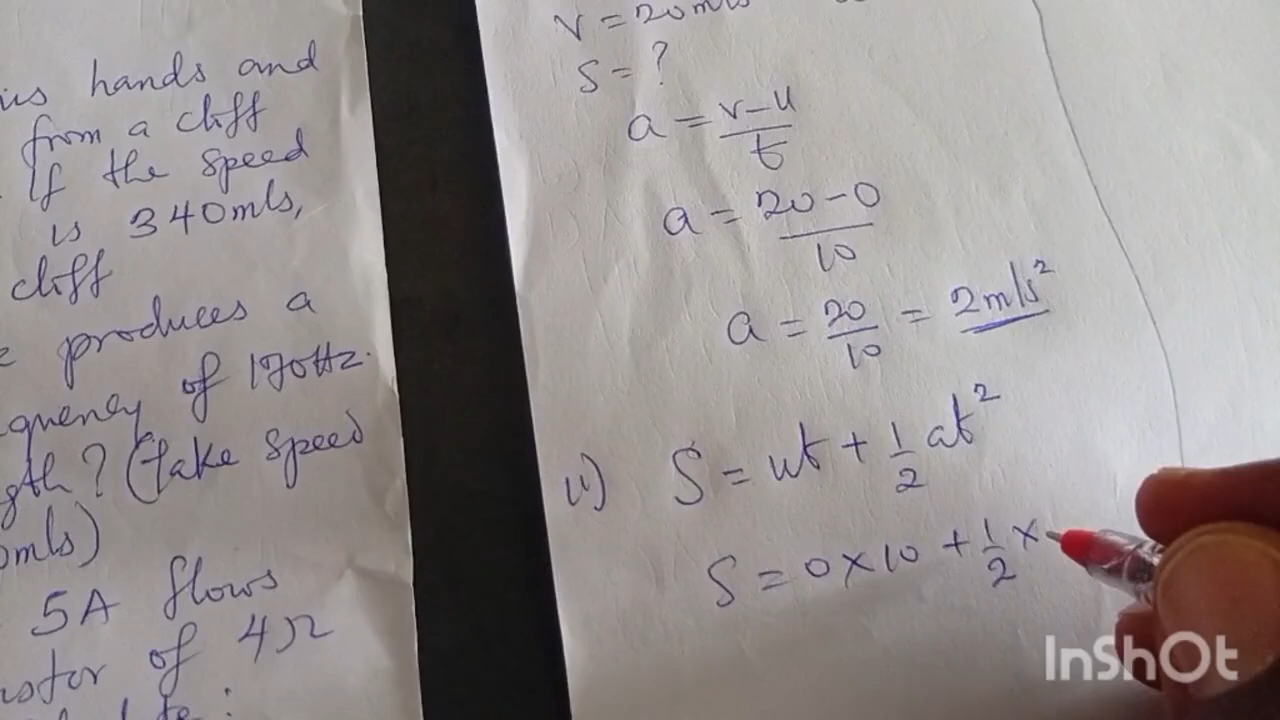 hands and
from a cliff
If the speed
is 340m/s,
cliff
produces a
of 170Hz.
? (take speed
m/s)
5A flows
of 4Ω
:
V = 20m/s
S = ?
a = v-u/t
a = 20-0/10
a = 20/10 = 2m/s²
ii) S = ut + 1/2 at²
S = 0×10 + 1/2 ×
InShOt